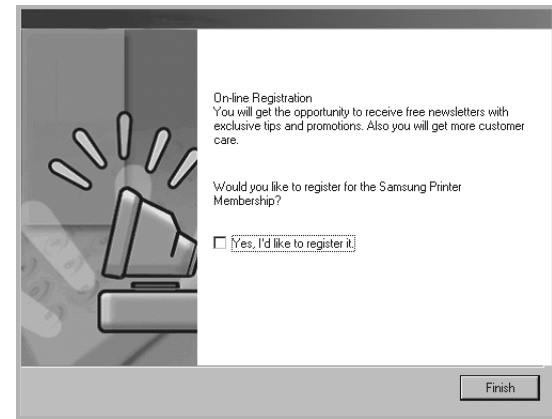 On-line Registration
You will get the opportunity to receive free newsletters with
exclusive tips and promotions. Also you will get more customer
care.
Would you like to register for the Samsung Printer
Membership?
Yes, I'd like to register it.
Finish